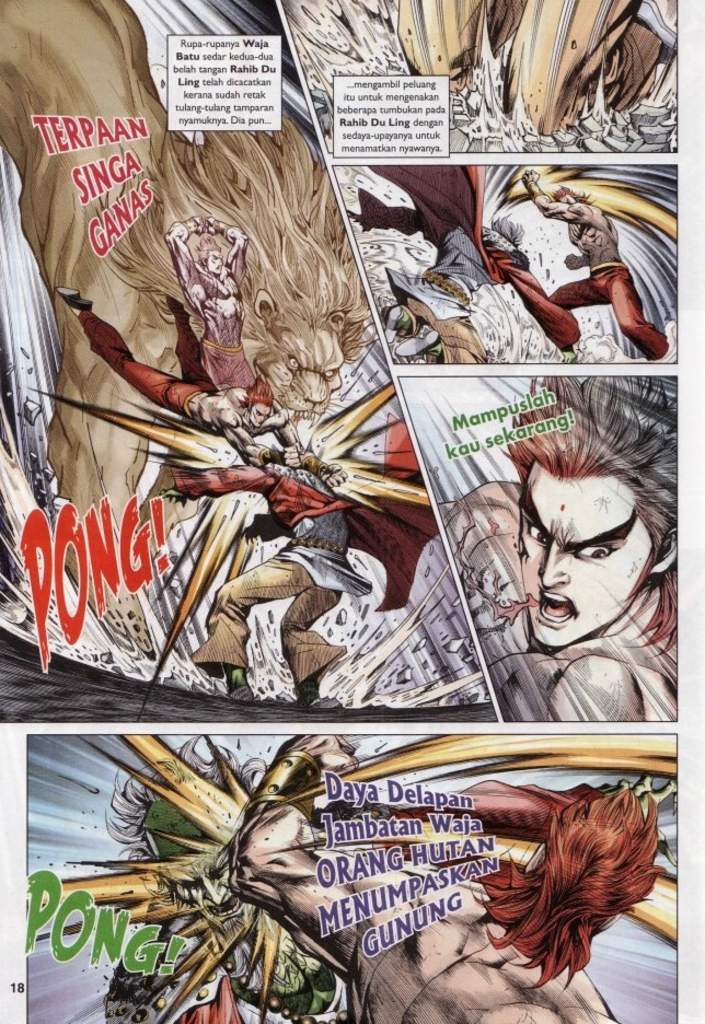 Rupa-rupanya Waja
Batu sedar kedua-dua
belah tangan Rahib Du
Ling telah dicacatkan
kerana sudah retak
tulang-tulang tamparan
nyamuknya. Dia pun...
...mengambil peluang
itu untuk mengenakan
beberapa tumbukan pada
Rahib Du Ling dengan
sedaya-upayanya untuk
menamatkan nyawanya.
TERPAAN
SINGA
GANAS
PONG!
Mampuslah
kau sekarang!
Daya Delapan
Jambatan Waja
ORANG HUTAN
MENUMPASKAN
GUNUNG
PONG!
18